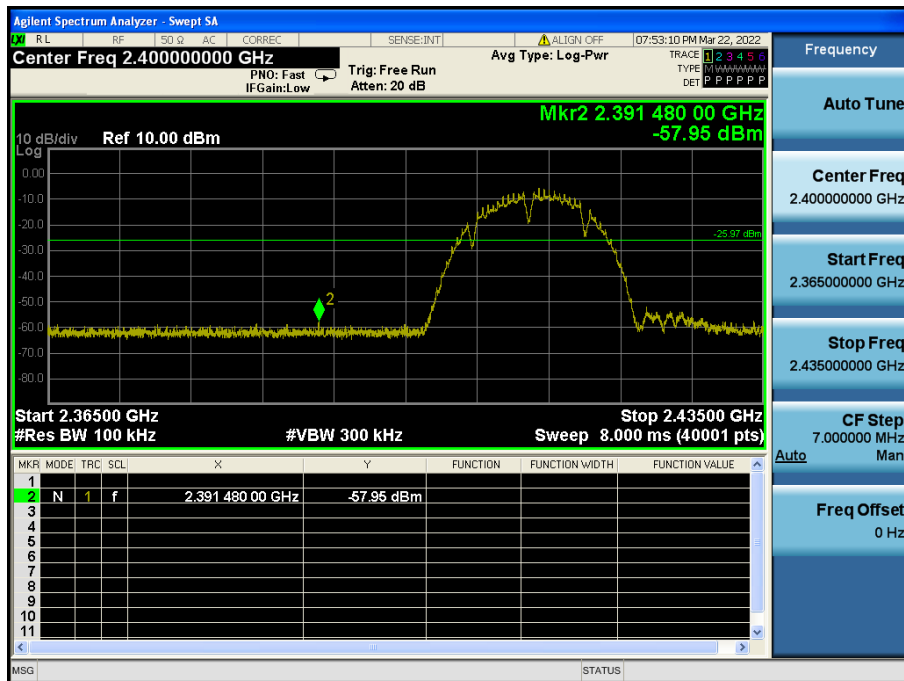 Agilent Spectrum Analyzer - Swept SA
LXI RL RF 50 Ω AC CORREC SENSE:INT ALIGN OFF 07:53:10 PM Mar 22, 2022
Center Freq 2.400000000 GHz
PNO: Fast
IFGain:Low
Trig: Free Run
Atten: 20 dB
Avg Type: Log-Pwr
TRACE 1 2 3 4 5 6
TYPE M W W W W W
DET P P P P P P
Mkr2 2.391 480 00 GHz
-57.95 dBm
10 dB/div Ref 10.00 dBm
Log
0.00
-10.0
-20.0
-25.97 dBm
-30.0
-40.0
-50.0
2
-60.0
-70.0
-80.0
Start 2.36500 GHz Stop 2.43500 GHz
#Res BW 100 kHz #VBW 300 kHz Sweep 8.000 ms (40001 pts)
MKR MODE TRC SCL X Y FUNCTION FUNCTION WIDTH FUNCTION VALUE
1
2 N 1 f 2.391 480 00 GHz -57.95 dBm
3
4
5
6
7
8
9
10
11
MSG STATUS
Frequency
Auto Tune
Center Freq
2.400000000 GHz
Start Freq
2.365000000 GHz
Stop Freq
2.435000000 GHz
CF Step
7.000000 MHz
Auto Man
Freq Offset
0 Hz